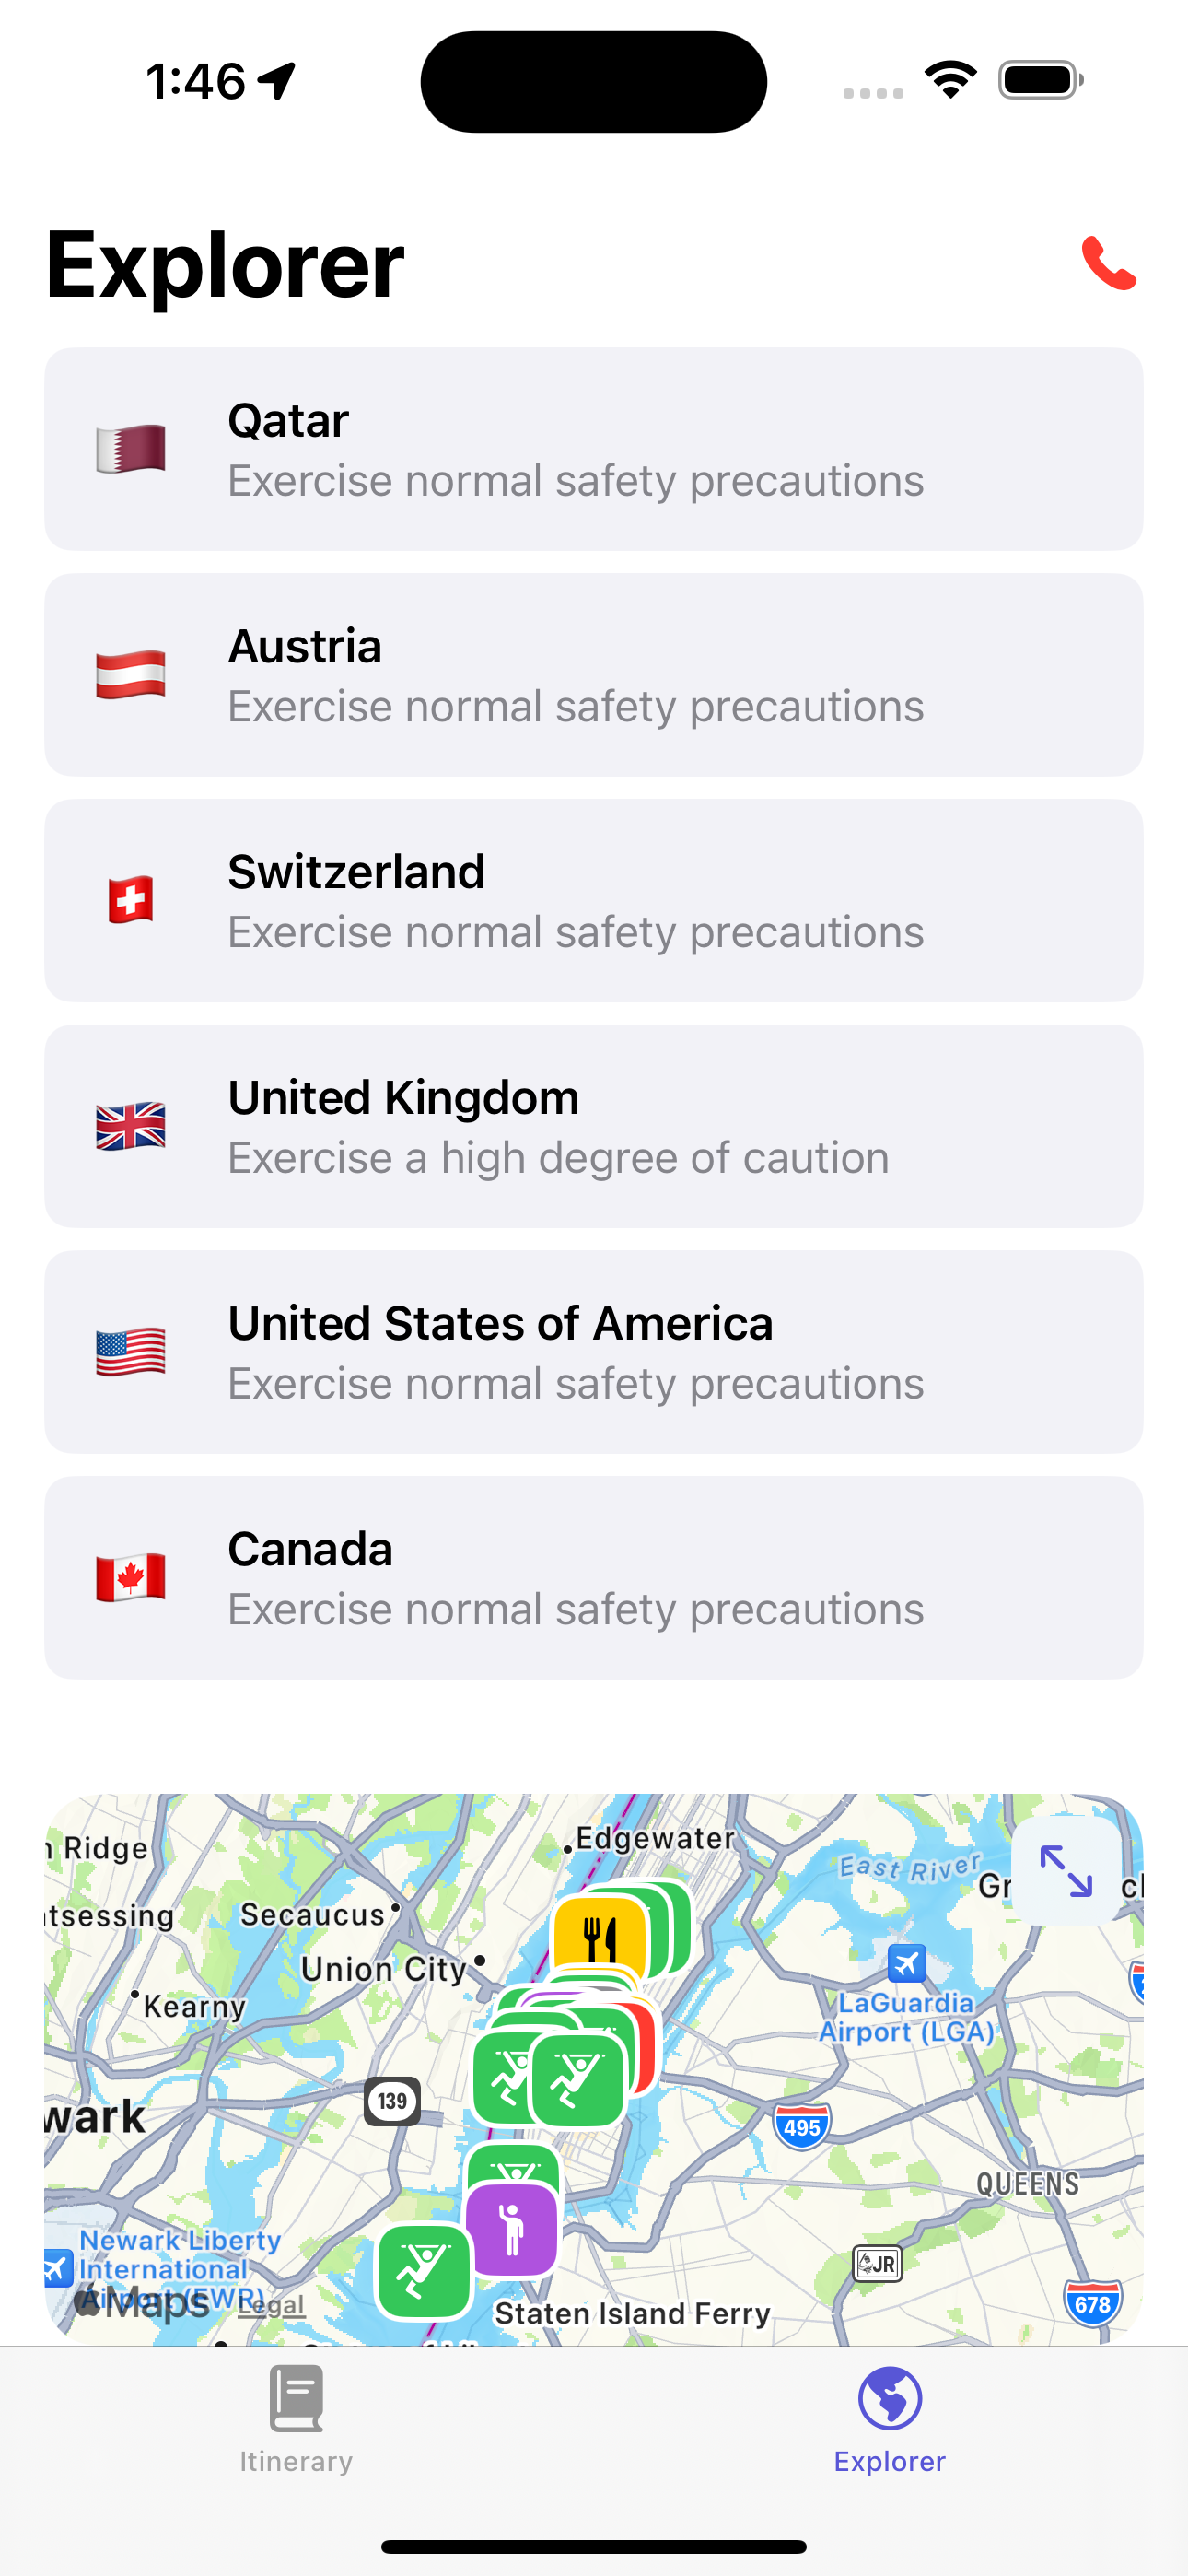 1:46
Explorer
Qatar
Exercise normal safety precautions
Austria
Exercise normal safety precautions
Switzerland
Exercise normal safety precautions
United Kingdom
Exercise a high degree of caution
United States of America
Exercise normal safety precautions
Canada
Exercise normal safety precautions
Ridge
Edgewater
East River
Gr
tsessing
Secaucus
Union City
Kearny
LaGuardia
Airport (LGA)
139
wark
495
QUEENS
Newark Liberty
International
Airport (EWR)
Maps
Legal
JR
678
Staten Island Ferry
Itinerary
Explorer